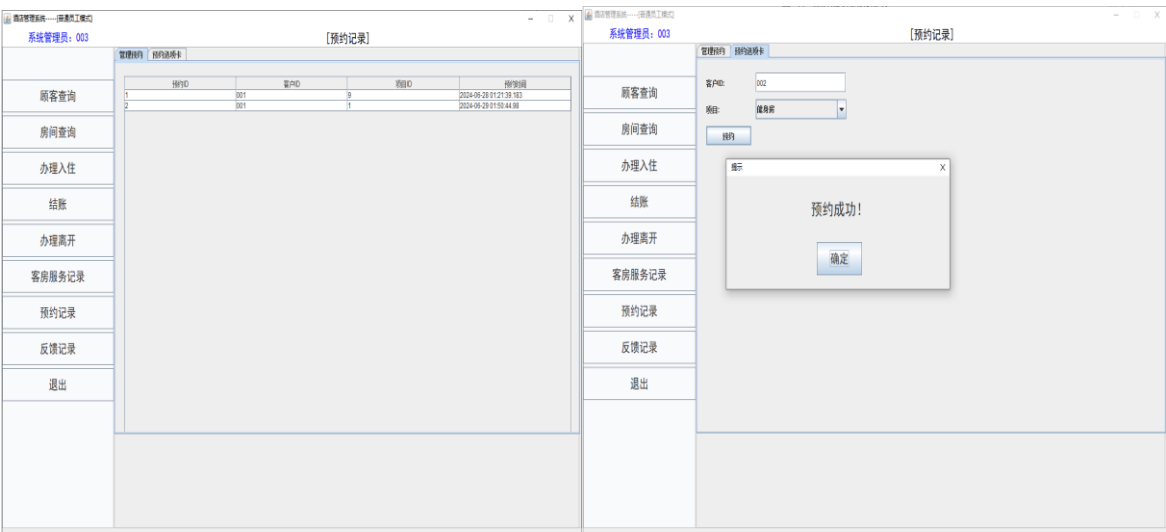 酒店管理系统-----[普通员工模式]
系统管理员: 003
[预约记录]
管理预约 预约选项卡
预约ID 客户ID 项目ID 预约时间
1 001 9 2024-06-28 01:21:39.183
2 001 1 2024-06-29 01:50:44.98
顾客查询
房间查询
办理入住
结账
办理离开
客房服务记录
预约记录
反馈记录
退出
酒店管理系统-----[普通员工模式]
系统管理员: 003
[预约记录]
管理预约 预约选项卡
客户ID: 002
项目: 健身房
预约
提示 X
预约成功!
确定
顾客查询
房间查询
办理入住
结账
办理离开
客房服务记录
预约记录
反馈记录
退出